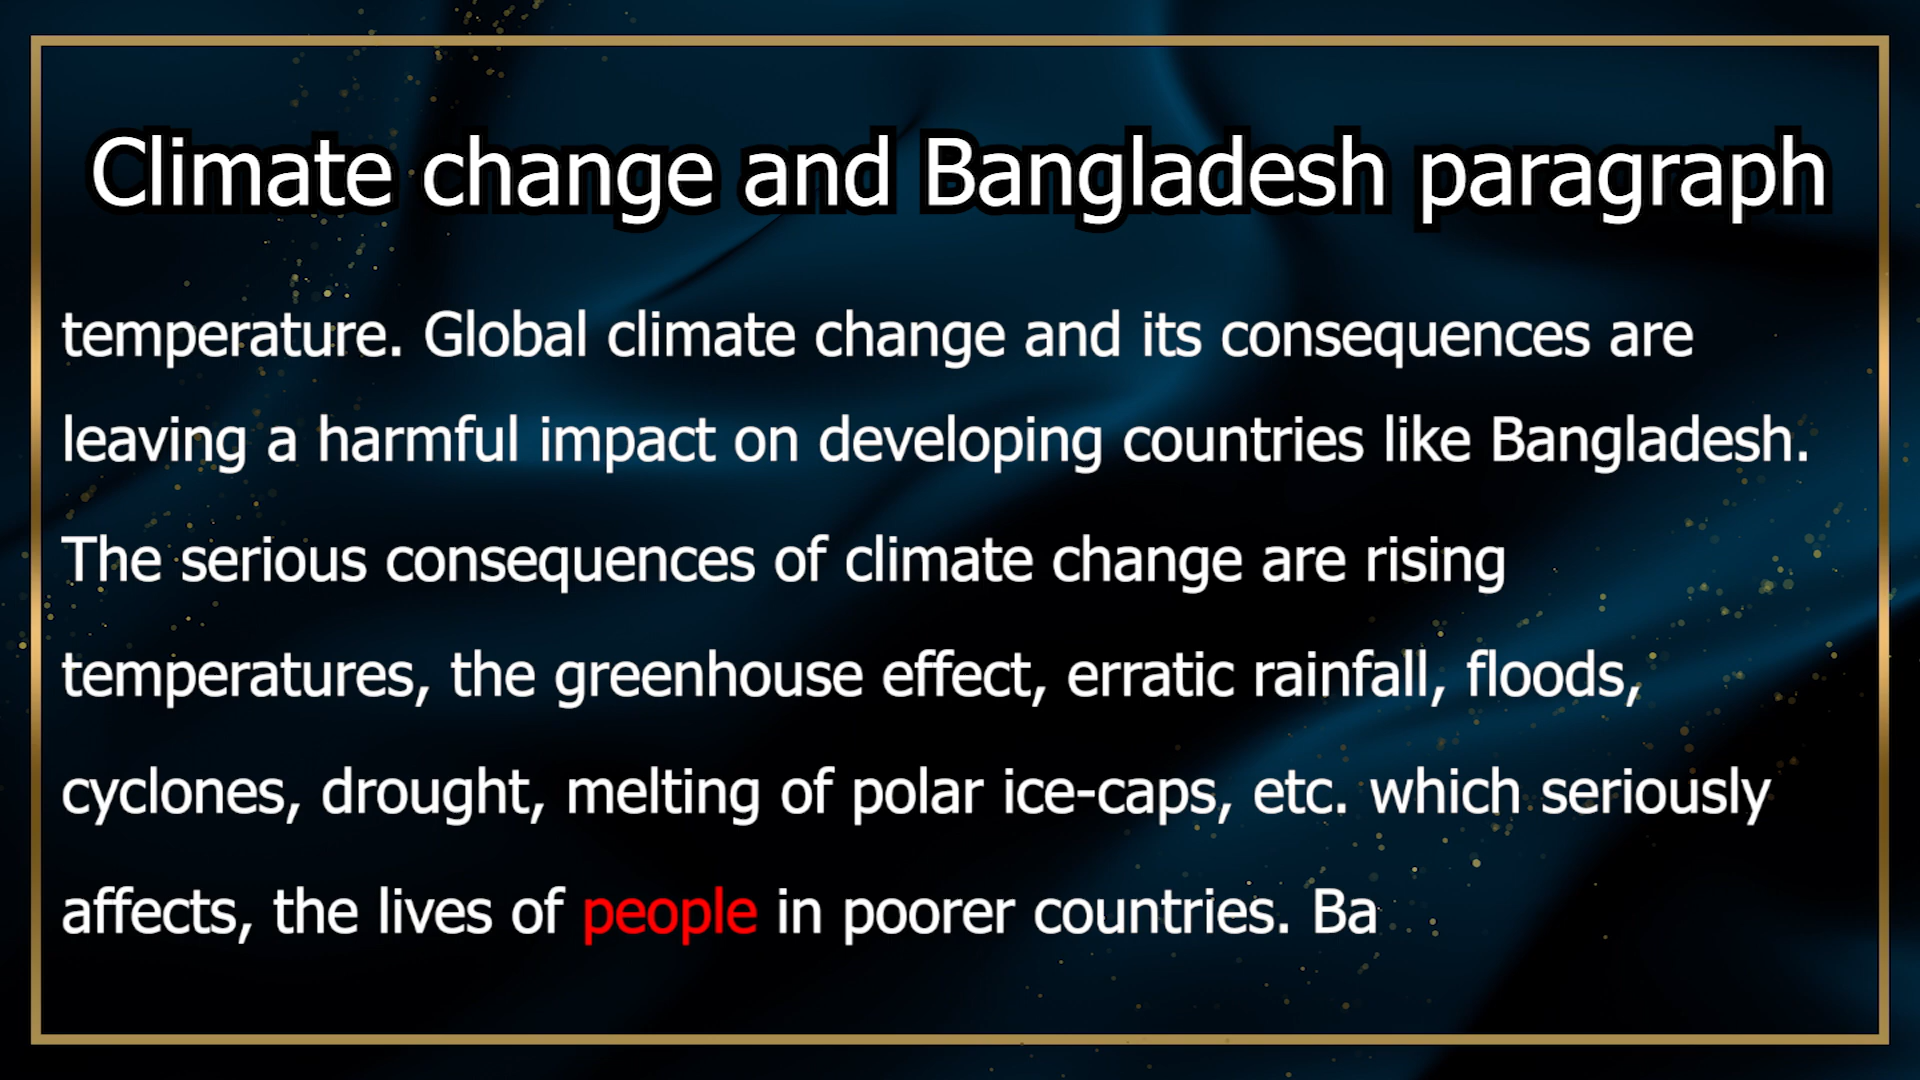 Climate change and Bangladesh paragraph
temperature. Global climate change and its consequences are
leaving a harmful impact on developing countries like Bangladesh.
The serious consequences of climate change are rising
temperatures, the greenhouse effect, erratic rainfall, floods,
cyclones, drought, melting of polar ice-caps, etc. which seriously
affects, the lives of people in poorer countries. Ba